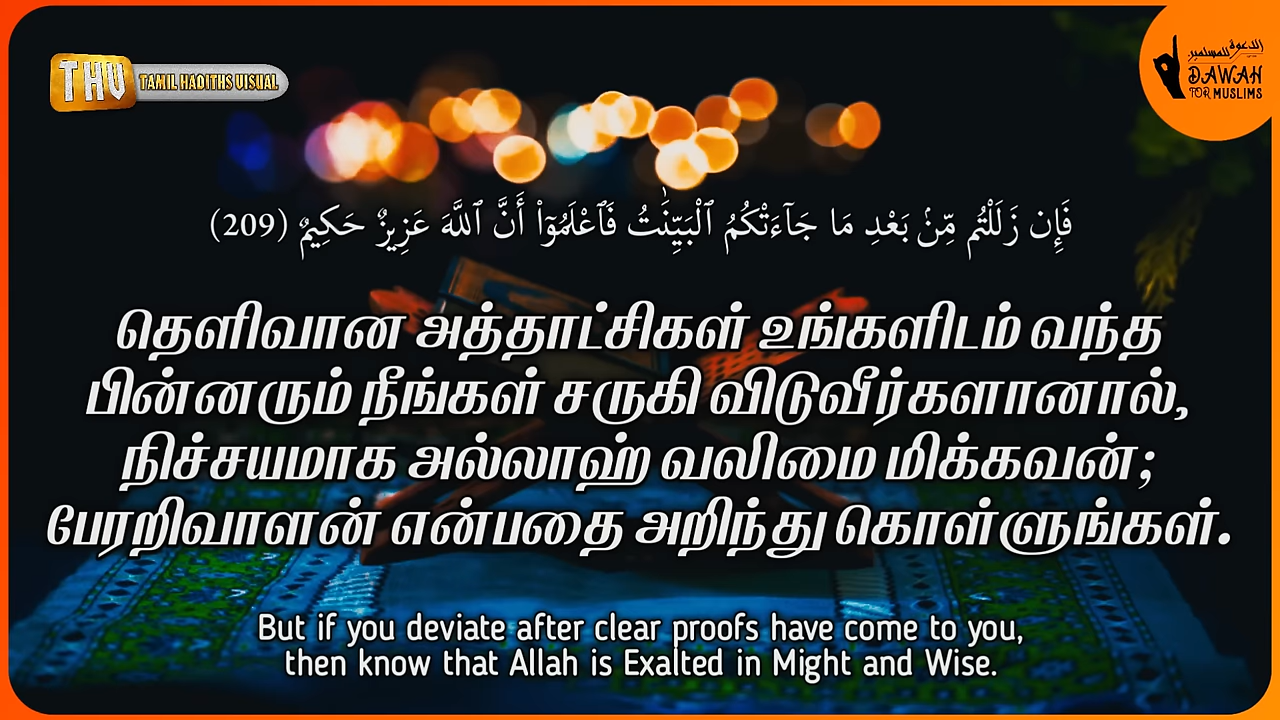 THV TAMIL HADITHS VISUAL
الدعوة للمسلمين
DAWAH
FOR MUSLIMS
فَإِن زَلَلْتُم مِّنۢ بَعْدِ مَا جَآءَتْكُمُ ٱلْبَيِّنَٰتُ فَٱعْلَمُوٓا۟ أَنَّ ٱللَّهَ عَزِيزٌ حَكِيمٌ (209)
தெளிவான அத்தாட்சிகள் உங்களிடம் வந்த
பின்னரும் நீங்கள் சருகி விடுவீர்களானால்,
நிச்சயமாக அல்லாஹ் வலிமை மிக்கவன்;
பேரறிவாளன் என்பதை அறிந்து கொள்ளுங்கள்.
But if you deviate after clear proofs have come to you,
then know that Allah is Exalted in Might and Wise.